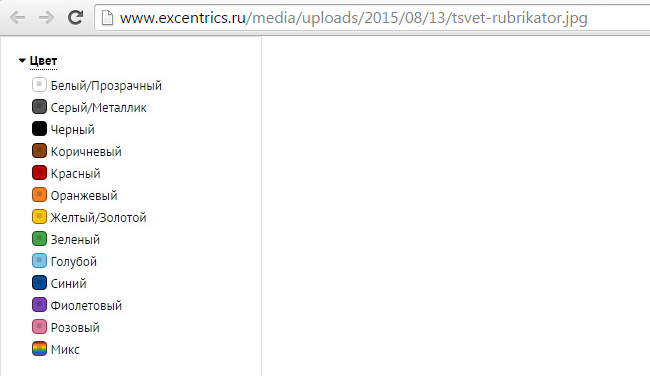 www.excentrics.ru/media/uploads/2015/08/13/tsvet-rubrikator.jpg
Цвет
Белый/Прозрачный
Серый/Металлик
Черный
Коричневый
Красный
Оранжевый
Желтый/Золотой
Зеленый
Голубой
Синий
Фиолетовый
Розовый
Микс